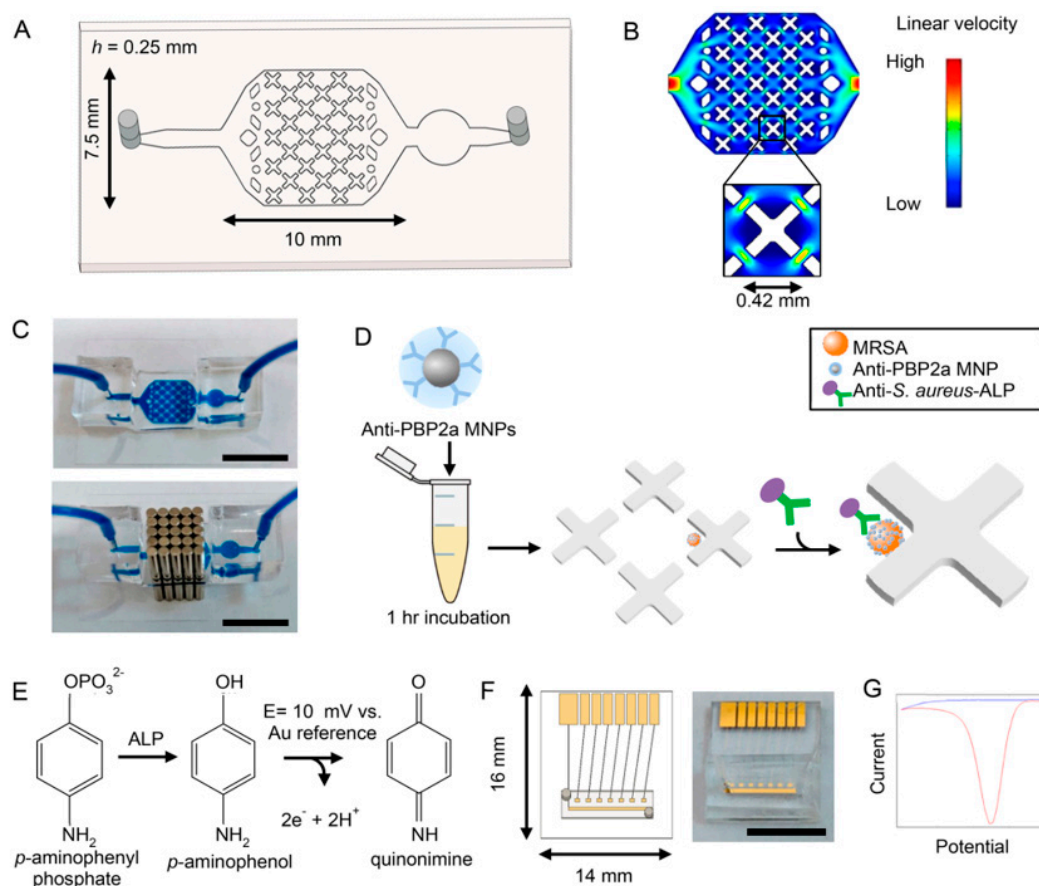 A
h = 0.25 mm
7.5 mm
10 mm
B
Linear velocity
High
Low
0.42 mm
C
D
Anti-PBP2a MNPs
1 hr incubation
MRSA
Anti-PBP2a MNP
Anti-S. aureus-ALP
E
OPO₃²⁻
NH₂
p-aminophenyl
phosphate
ALP
OH
NH₂
p-aminophenol
E= 10 mV vs.
Au reference
2e⁻ + 2H⁺
O
NH
quinonimine
F
16 mm
14 mm
G
Current
Potential